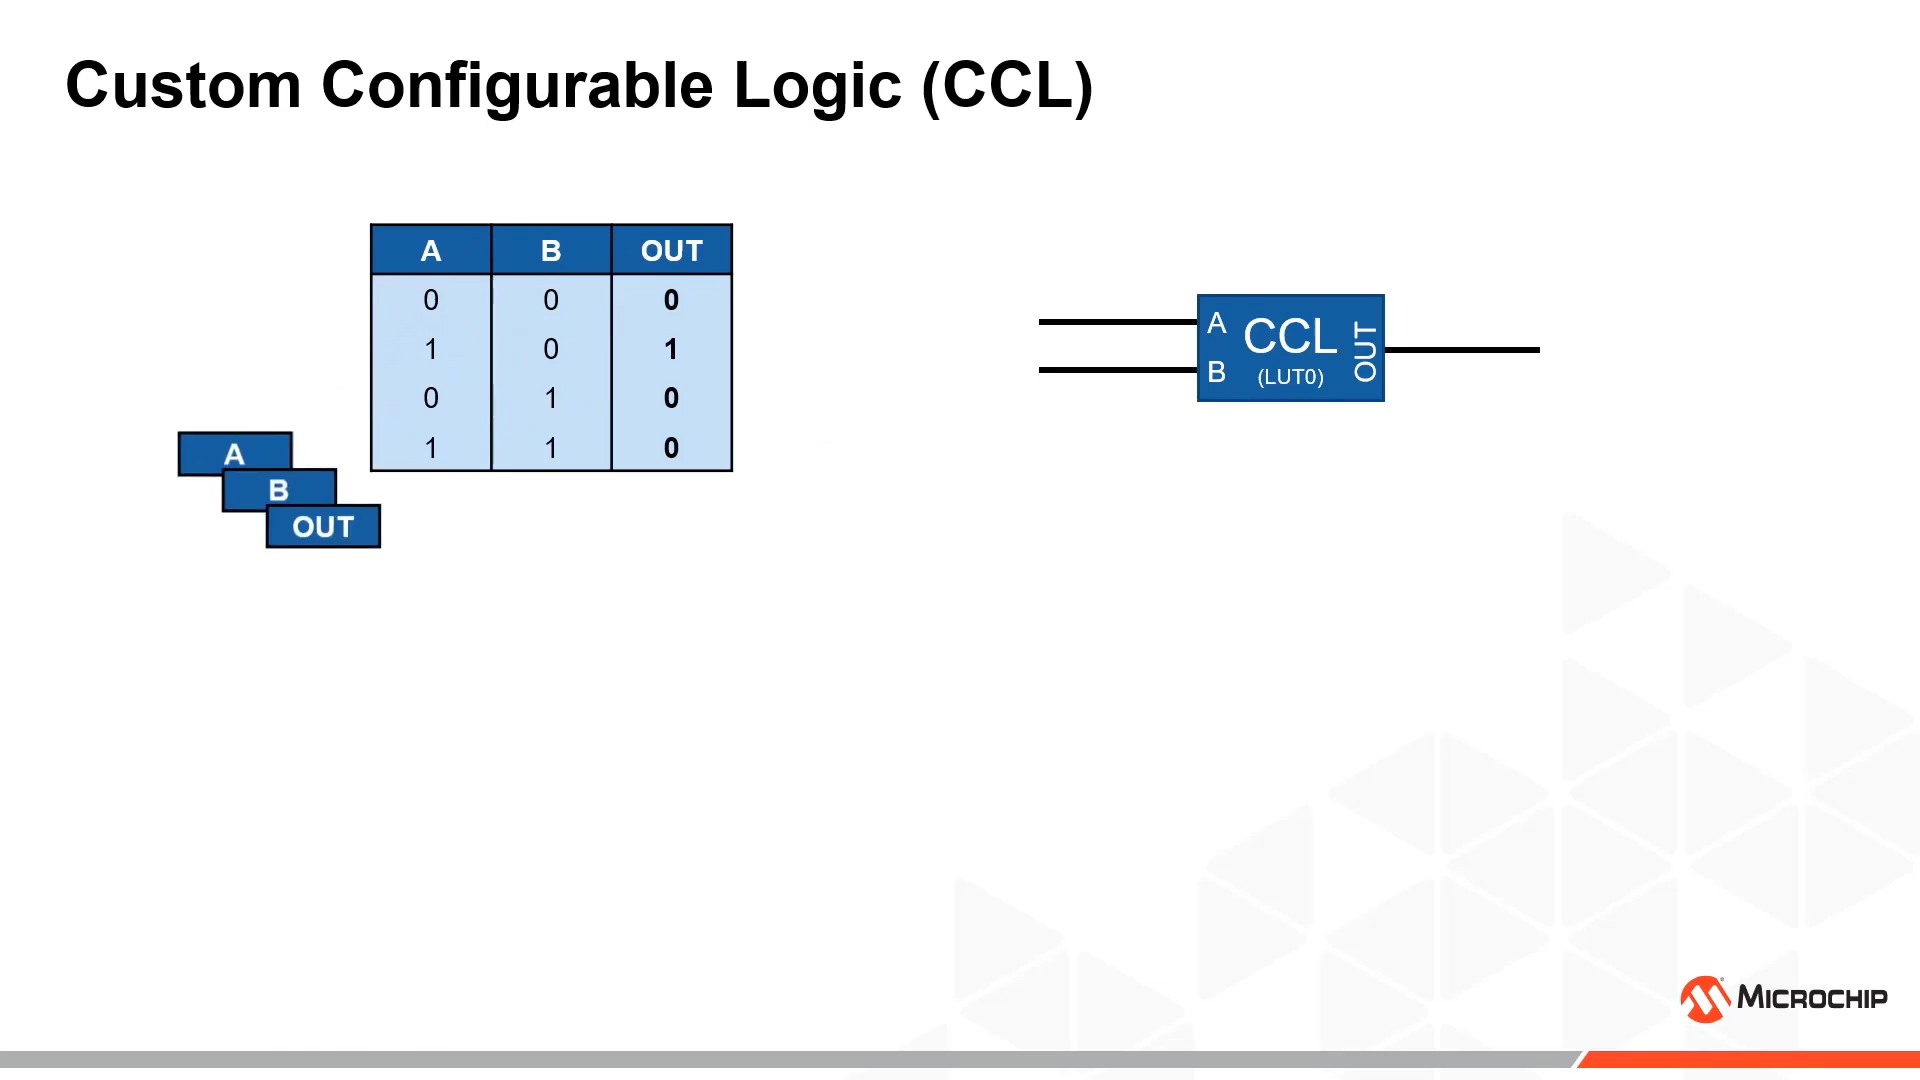 Custom Configurable Logic (CCL)
A B OUT
0 0 0
1 0 1
0 1 0
1 1 0
A
B
OUT
A CCL OUT
B (LUT0)
MICROCHIP